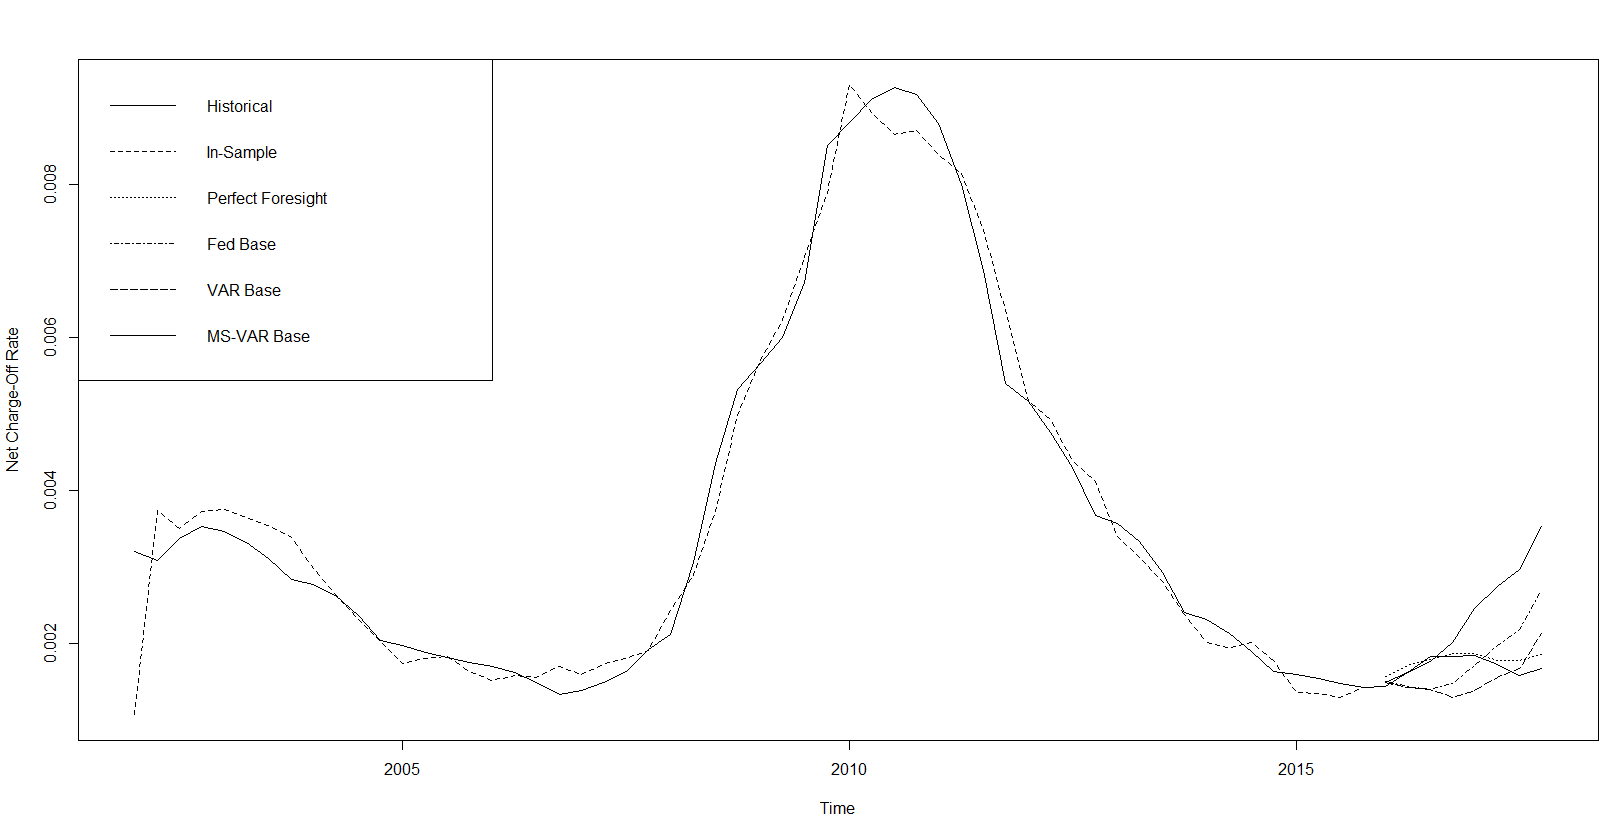 Historical
In-Sample
Perfect Foresight
Fed Base
VAR Base
MS-VAR Base
Net Charge-Off Rate
0.008
0.006
0.004
0.002
2005
2010
2015
Time